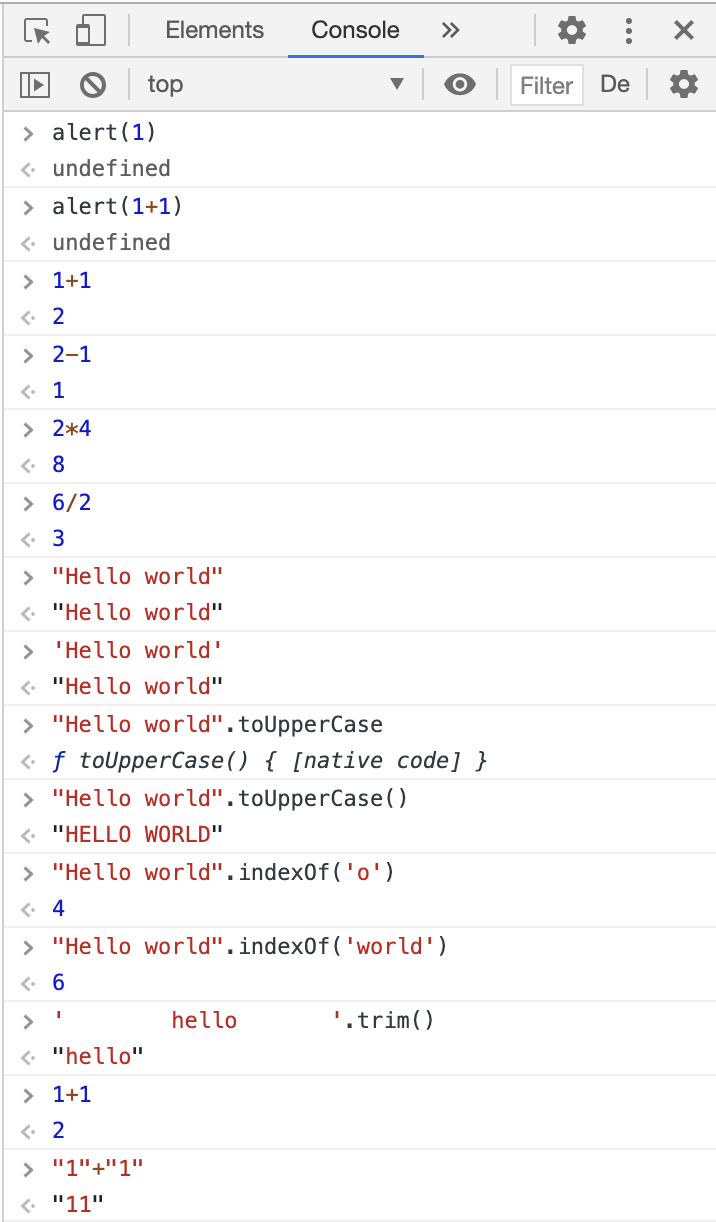 Elements Console »
top ▼ Filter De
> alert(1)
undefined
> alert(1+1)
undefined
> 1+1
2
> 2-1
1
> 2*4
8
> 6/2
3
> "Hello world"
"Hello world"
> 'Hello world'
"Hello world"
> "Hello world".toUpperCase
ƒ toUpperCase() { [native code] }
> "Hello world".toUpperCase()
"HELLO WORLD"
> "Hello world".indexOf('o')
4
> "Hello world".indexOf('world')
6
> '        hello       '.trim()
"hello"
> 1+1
2
> "1"+"1"
"11"